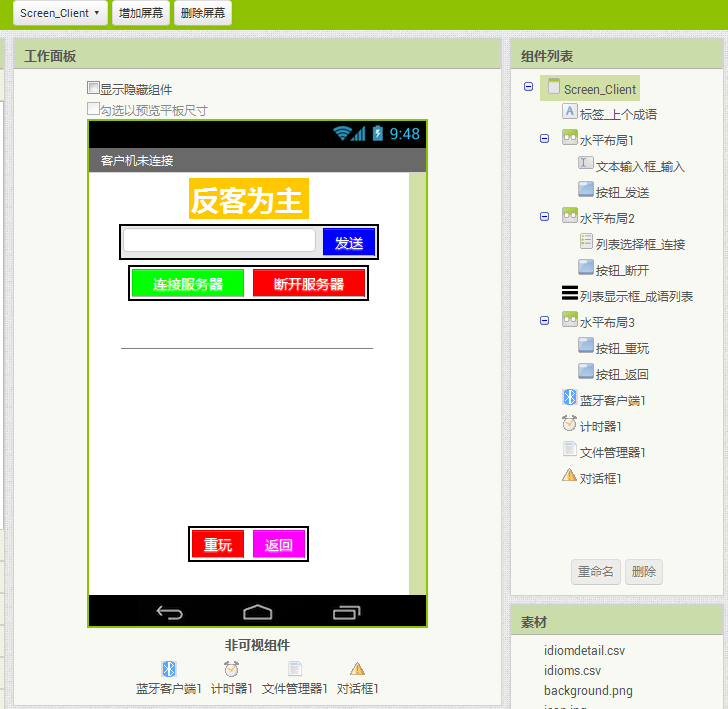 Screen_Client 增加屏幕 删除屏幕
工作面板
显示隐藏组件
勾选以预览平板尺寸
9:48
客户机未连接
反客为主
发送
连接服务器 断开服务器
重玩 返回
非可视组件
蓝牙客户端1 计时器1 文件管理器1 对话框1
组件列表
Screen_Client
标签_上个成语
水平布局1
文本输入框_输入
按钮_发送
水平布局2
列表选择框_连接
按钮_断开
列表显示框_成语列表
水平布局3
按钮_重玩
按钮_返回
蓝牙客户端1
计时器1
文件管理器1
对话框1
重命名 删除
素材
idiomdetail.csv
idioms.csv
background.png